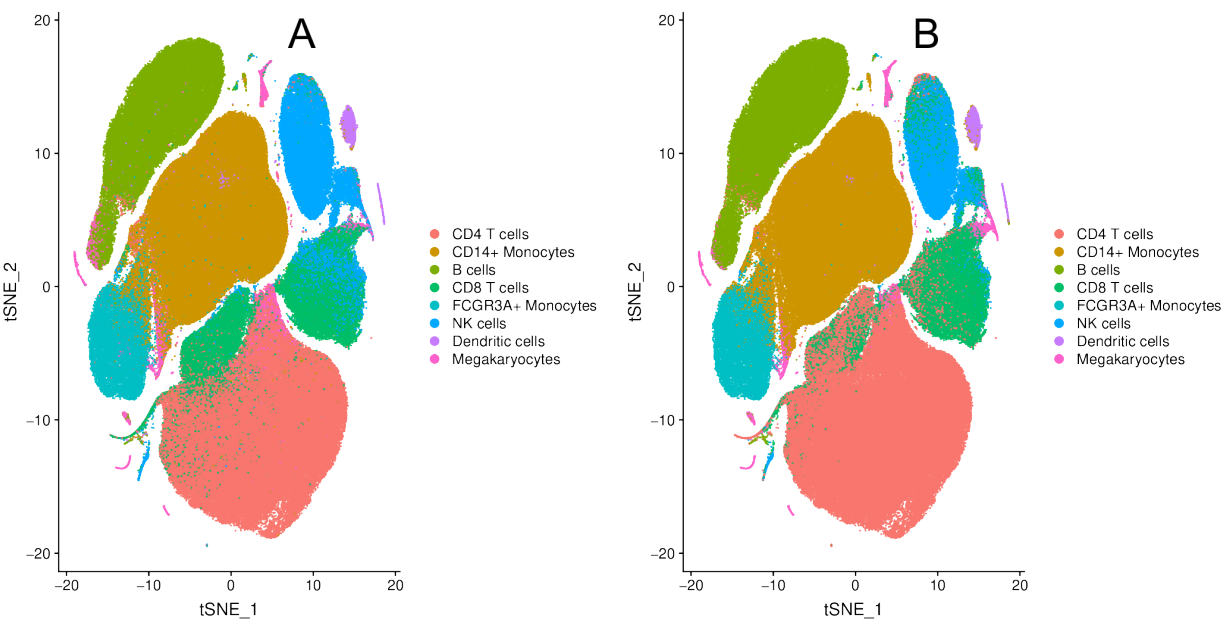 A
20
10
0
−10
−20
−20
−10
0
10
20
tSNE_1
tSNE_2
CD4 T cells
CD14+ Monocytes
B cells
CD8 T cells
FCGR3A+ Monocytes
NK cells
Dendritic cells
Megakaryocytes
B
20
10
0
−10
−20
−20
−10
0
10
20
tSNE_1
tSNE_2
CD4 T cells
CD14+ Monocytes
B cells
CD8 T cells
FCGR3A+ Monocytes
NK cells
Dendritic cells
Megakaryocytes